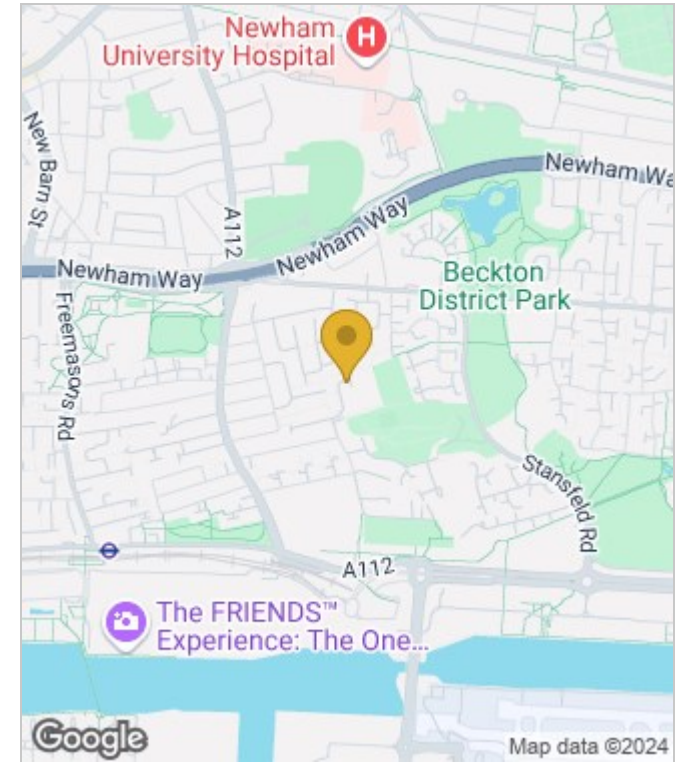 Newham
University Hospital
H
New Barn St
A112
Newham Way
Newham Wa
Newham Way
Beckton
District Park
Freemasons Rd
Stansfeld Rd
A112
The FRIENDS™
Experience: The One...
Google
Map data ©2024